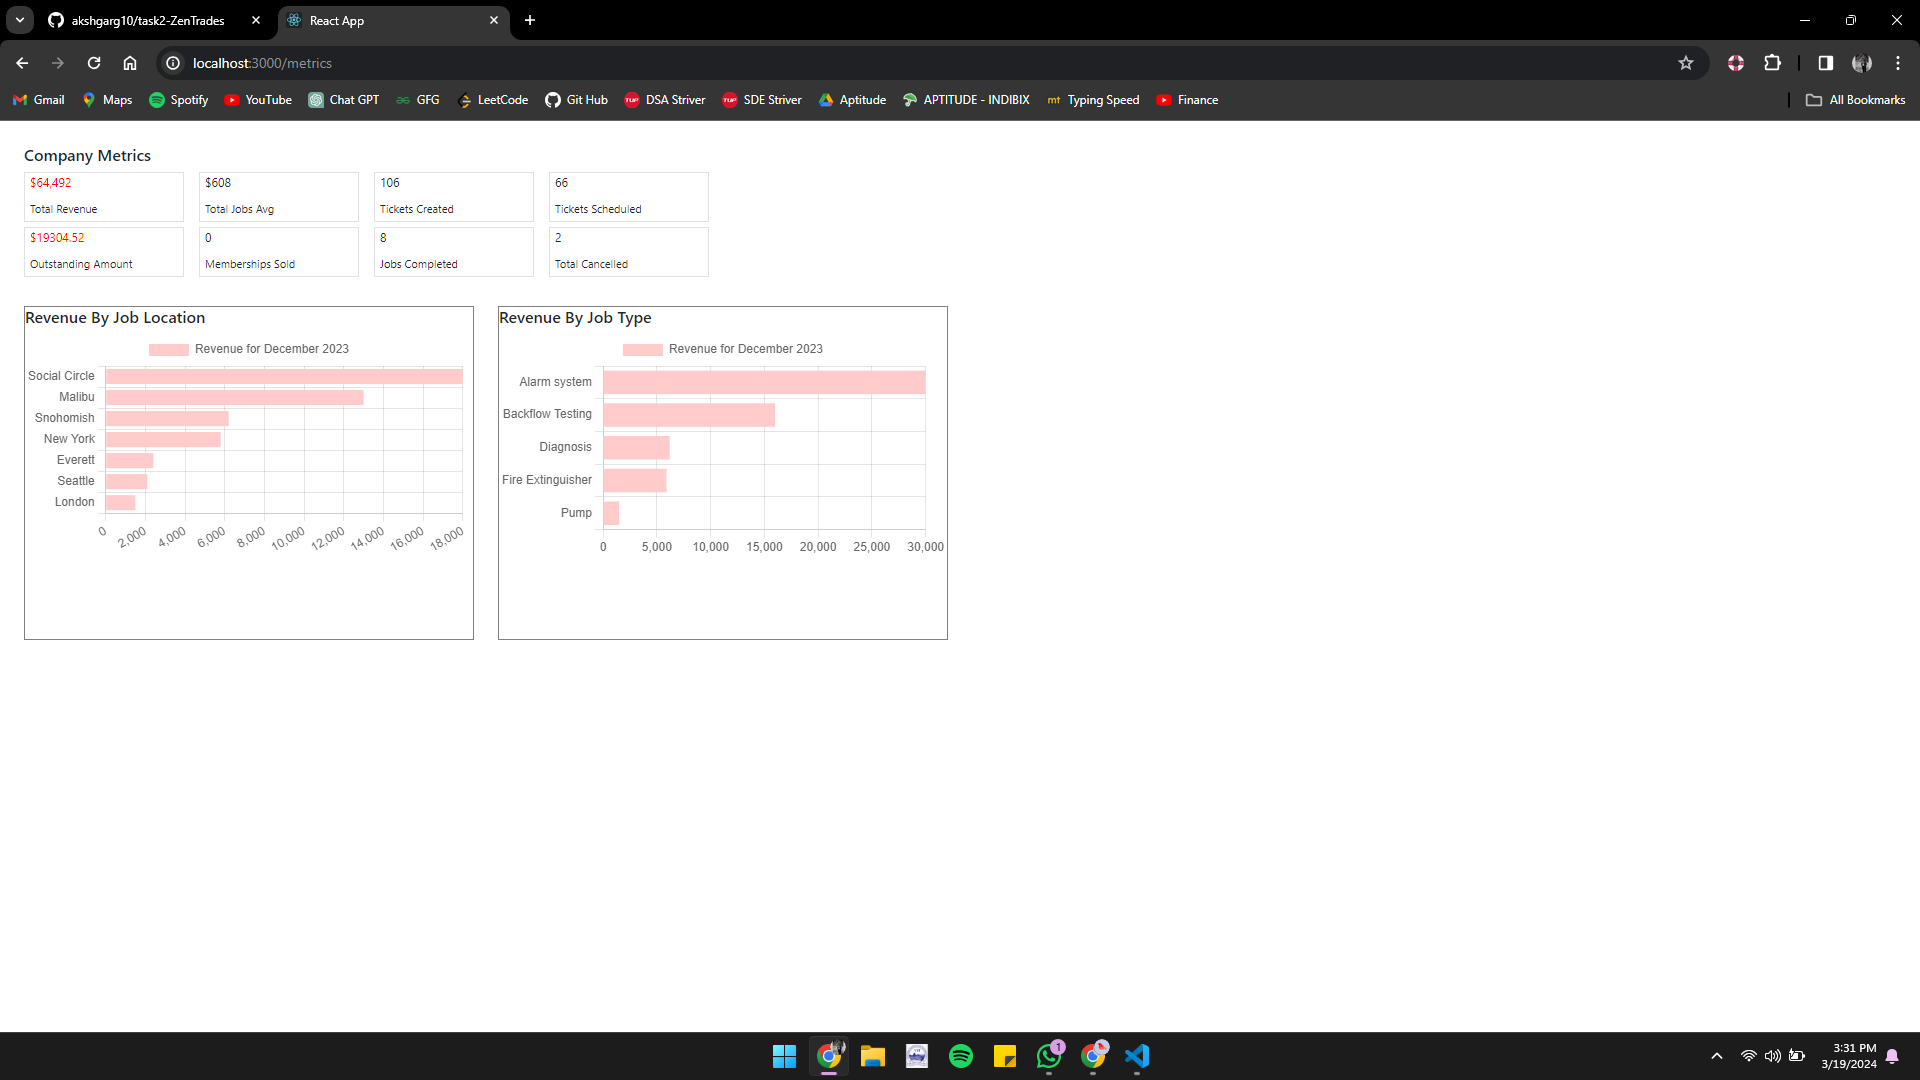 akshgarg10/task2-ZenTrades
React App
localhost:3000/metrics
Gmail Maps Spotify YouTube Chat GPT GFG LeetCode Git Hub DSA Striver SDE Striver Aptitude APTITUDE - INDIBIX mt Typing Speed Finance All Bookmarks
Company Metrics
$64,492 $608 106 66
Total Revenue Total Jobs Avg Tickets Created Tickets Scheduled
$19304.52 0 8 2
Outstanding Amount Memberships Sold Jobs Completed Total Cancelled
Revenue By Job Location
Revenue for December 2023
Social Circle
Malibu
Snohomish
New York
Everett
Seattle
London
0 2,000 4,000 6,000 8,000 10,000 12,000 14,000 16,000 18,000
Revenue By Job Type
Revenue for December 2023
Alarm system
Backflow Testing
Diagnosis
Fire Extinguisher
Pump
0 5,000 10,000 15,000 20,000 25,000 30,000
1
3:31 PM
3/19/2024